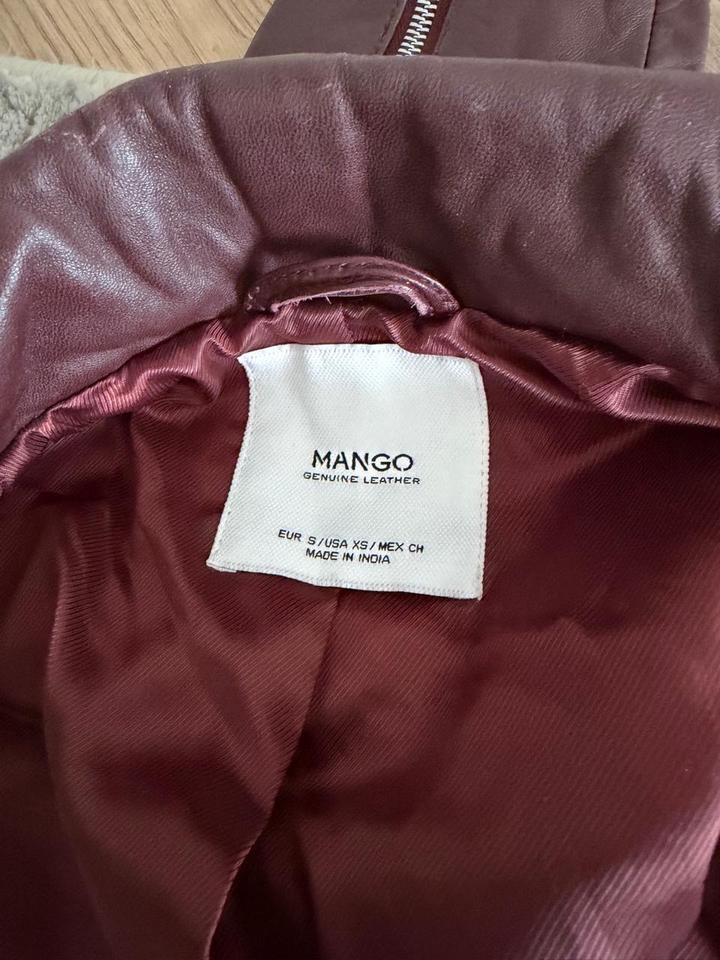 MANGO
GENUINE LEATHER
EUR S/USA XS/MEX CH
MADE IN INDIA